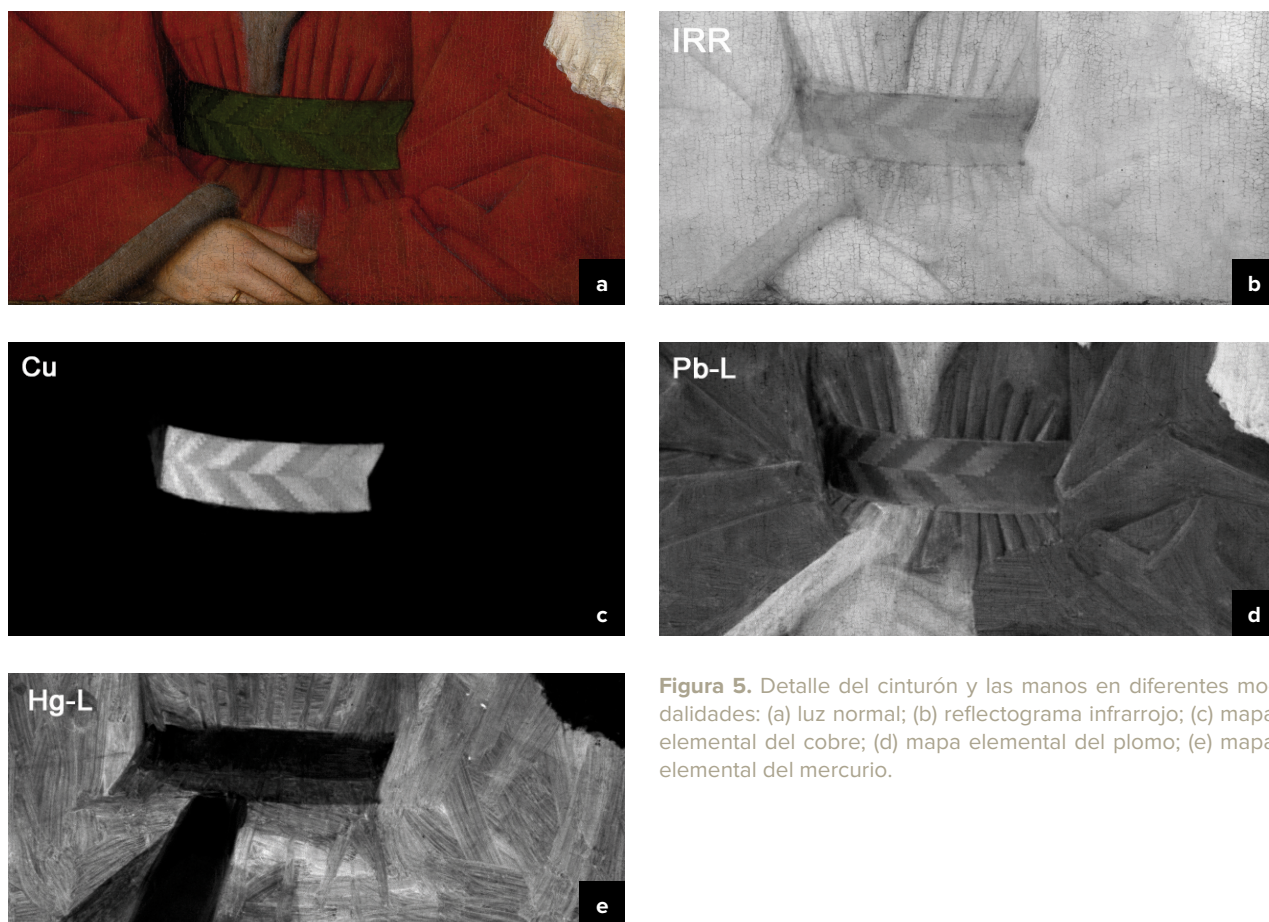 a
IRR
b
Cu
c
Pb-L
d
Hg-L
e
Figura 5. Detalle del cinturón y las manos en diferentes mo-
dalidades: (a) luz normal; (b) reflectograma infrarrojo; (c) mapa
elemental del cobre; (d) mapa elemental del plomo; (e) mapa
elemental del mercurio.